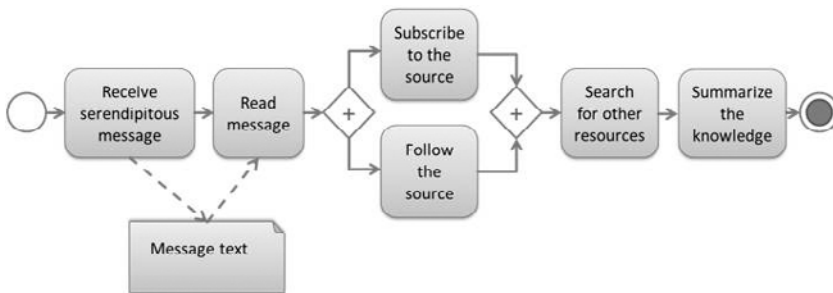 Receive
serendipitous
message
Read
message
+
Subscribe
to the
source
Follow
the
source
+
Search
for other
resources
Summarize
the
knowledge
Message text